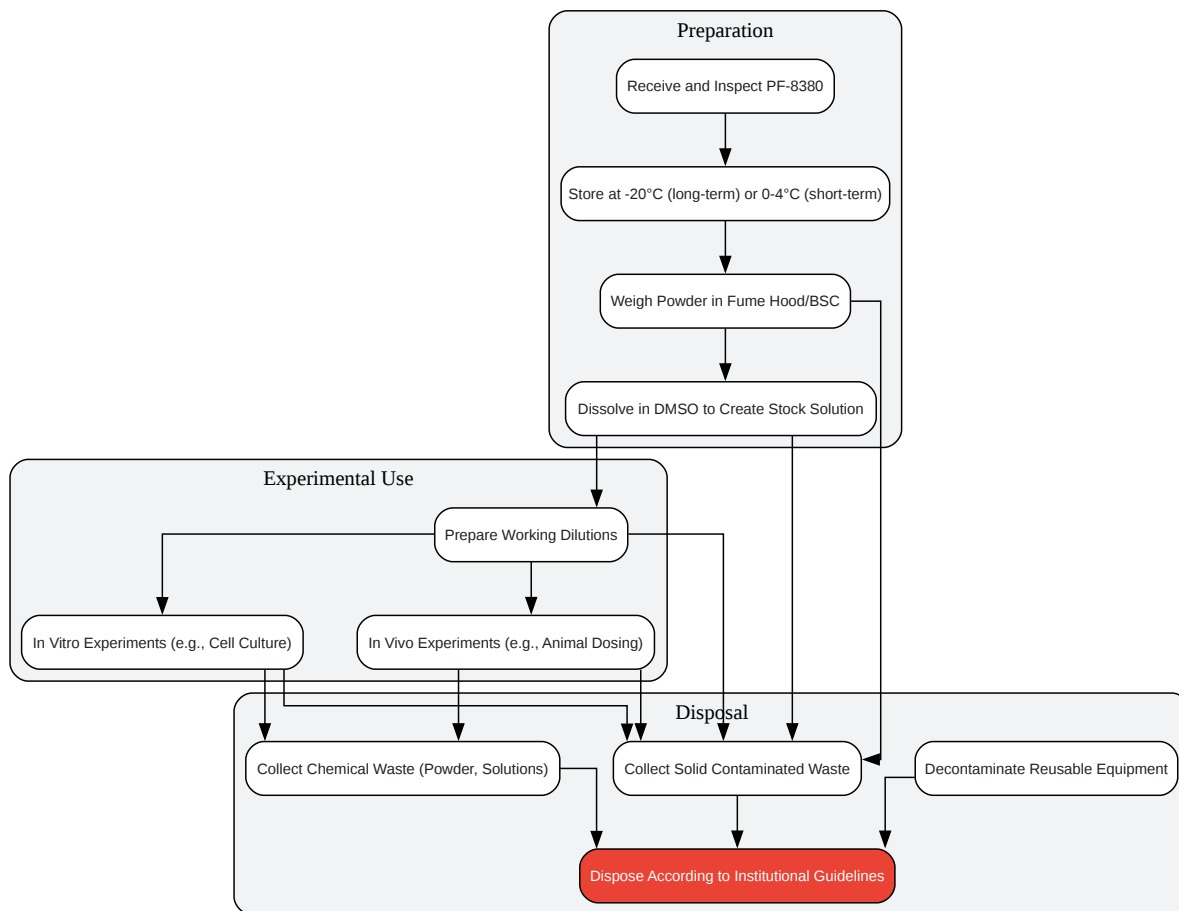 Preparation
Receive and Inspect PF-8380
Store at -20°C (long-term) or 0-4°C (short-term)
Weigh Powder in Fume Hood/BSC
Dissolve in DMSO to Create Stock Solution
Experimental Use
Prepare Working Dilutions
In Vitro Experiments (e.g., Cell Culture)
In Vivo Experiments (e.g., Animal Dosing)
Disposal
Collect Chemical Waste (Powder, Solutions)
Collect Solid Contaminated Waste
Decontaminate Reusable Equipment
Dispose According to Institutional Guidelines